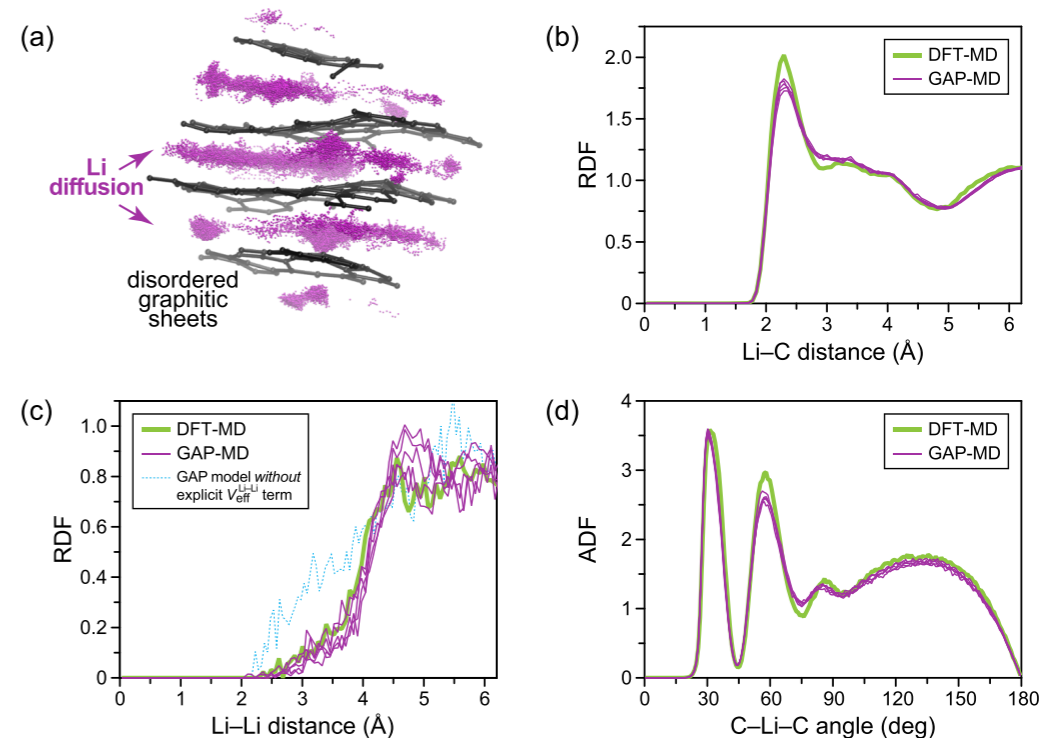 (a)
Li
diffusion
disordered
graphitic
sheets
(b)
2.0
1.5
1.0
0.5
0
RDF
DFT-MD
GAP-MD
0 1 2 3 4 5 6
Li–C distance (Å)
(c)
1.0
0.8
0.6
0.4
0.2
0
RDF
DFT-MD
GAP-MD
GAP model without
explicit V_eff^Li–Li term
0 1 2 3 4 5 6
Li–Li distance (Å)
(d)
4
3
2
1
0
ADF
DFT-MD
GAP-MD
0 30 60 90 120 150 180
C–Li–C angle (deg)